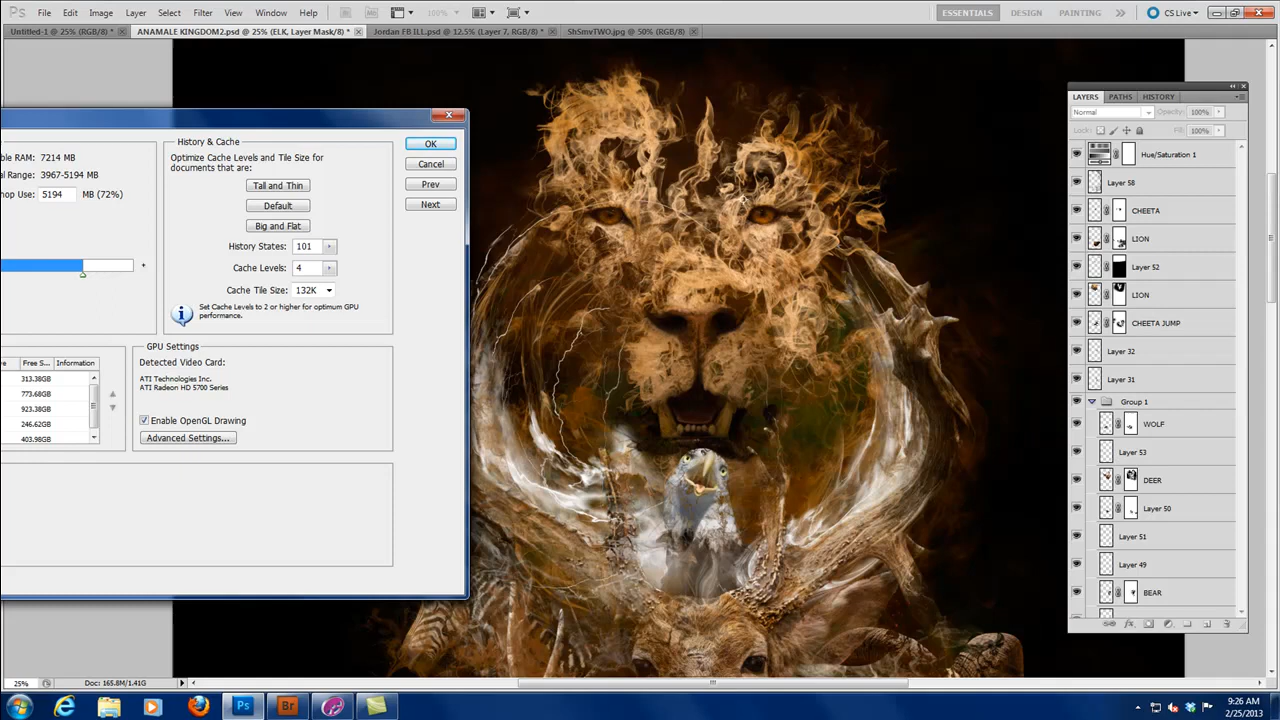 Ps File Edit Image Layer Select Filter View Window Help 100% ESSENTIALS DESIGN PAINTING CS Live
Untitled-1 @ 25% (RGB/8) * ANAMALE KINGDOM2.psd @ 25% (ELK, Layer Mask/8) * Jordan FB ILL.psd @ 12.5% (Layer 7, RGB/8) * ShSmvTWO.jpg @ 50% (RGB/8)
History & Cache
OK
ble RAM: 7214 MB
Optimize Cache Levels and Tile Size for
documents that are:
Cancel
al Range: 3967-5194 MB
Tall and Thin
Prev
shop Use: 5194 MB (72%)
Default
Next
Big and Flat
History States: 101
Cache Levels: 4
Cache Tile Size: 132K
Set Cache Levels to 2 or higher for optimum GPU
performance.
GPU Settings
ve Free S... Information
Detected Video Card:
313.38GB
773.68GB
923.38GB
246.62GB
403.98GB
ATI Technologies Inc.
ATI Radeon HD 5700 Series
Enable OpenGL Drawing
Advanced Settings...
LAYERS PATHS HISTORY
Normal Opacity: 100%
Lock: Fill: 100%
Hue/Saturation 1
Layer 58
CHEETA
LION
Layer 52
LION
CHEETA JUMP
Layer 32
Layer 31
Group 1
WOLF
Layer 53
DEER
Layer 50
Layer 51
Layer 49
BEAR
25% Doc: 165.8M/1.41G
Ps Br
9:26 AM
2/25/2013